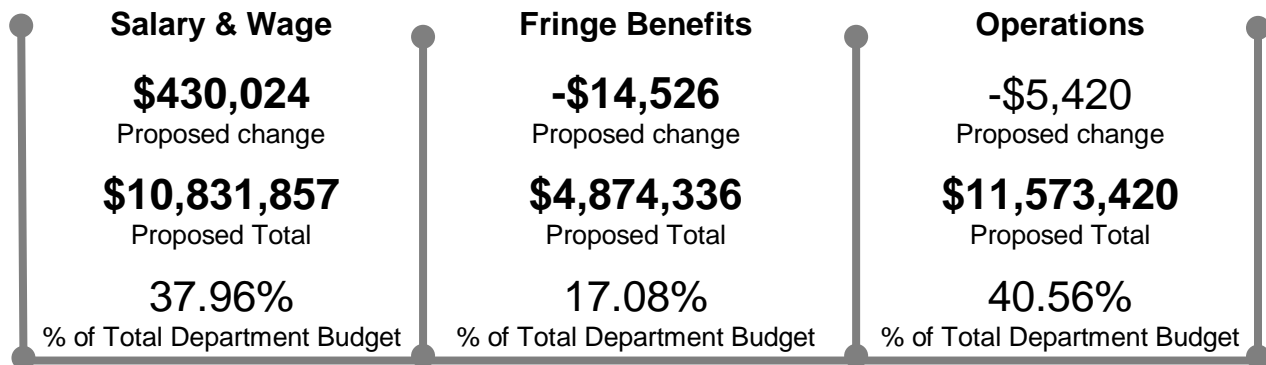 Salary & Wage
$430,024
Proposed change
$10,831,857
Proposed Total
37.96%
% of Total Department Budget
Fringe Benefits
-$14,526
Proposed change
$4,874,336
Proposed Total
17.08%
% of Total Department Budget
Operations
-$5,420
Proposed change
$11,573,420
Proposed Total
40.56%
% of Total Department Budget